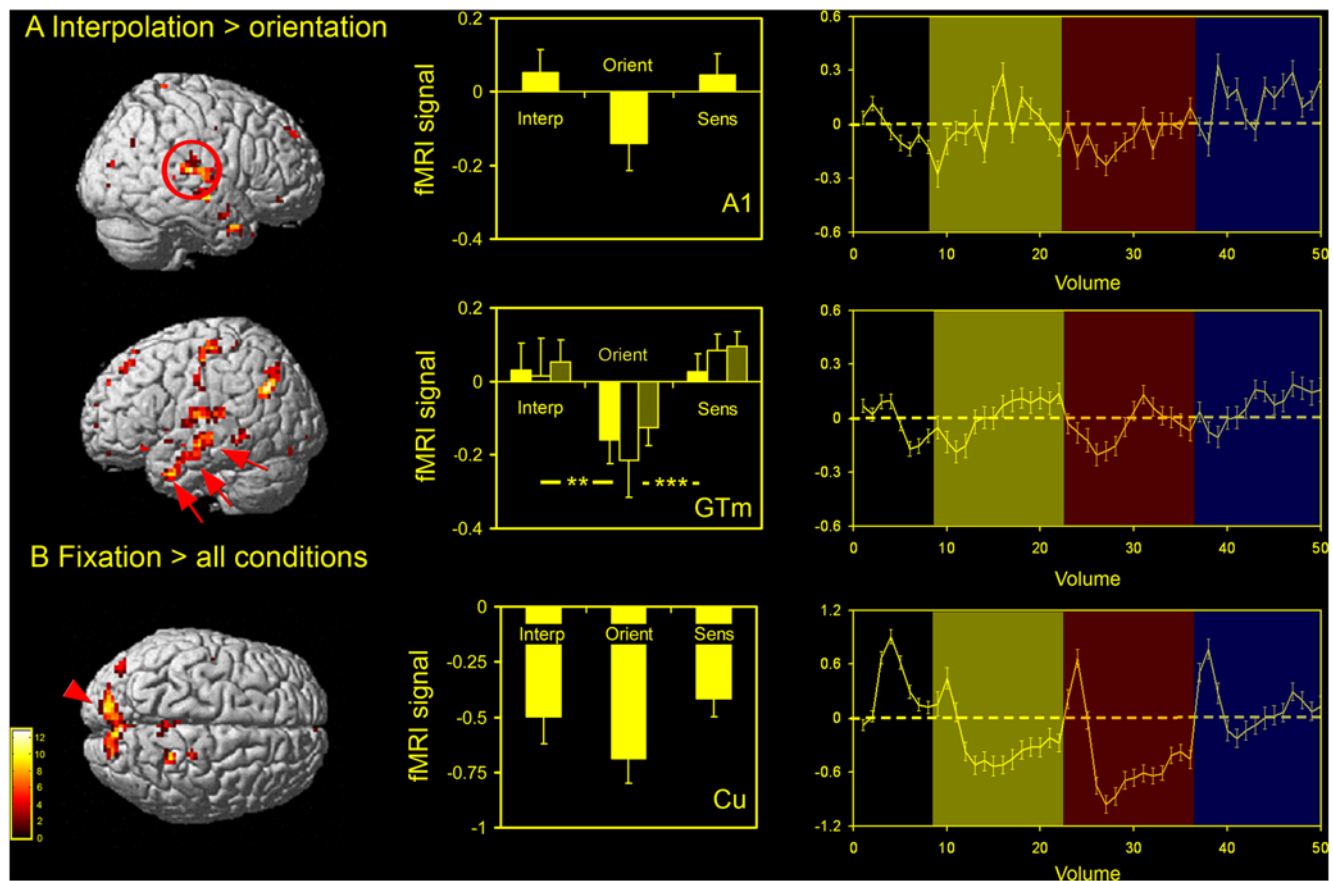 A Interpolation > orientation
fMRI signal
0.2
0
-0.2
-0.4
Interp
Orient
Sens
A1
0.6
0.3
0
-0.3
-0.6
0
10
20
30
40
50
Volume
fMRI signal
0.2
0
-0.2
-0.4
Interp
Orient
Sens
**
***
GTm
0.6
0.3
0
-0.3
-0.6
0
10
20
30
40
50
Volume
B Fixation > all conditions
12
10
8
6
4
2
0
fMRI signal
0
-0.25
-0.5
-0.75
-1
Interp
Orient
Sens
Cu
1.2
0.6
0
-0.6
-1.2
0
10
20
30
40
50
Volume